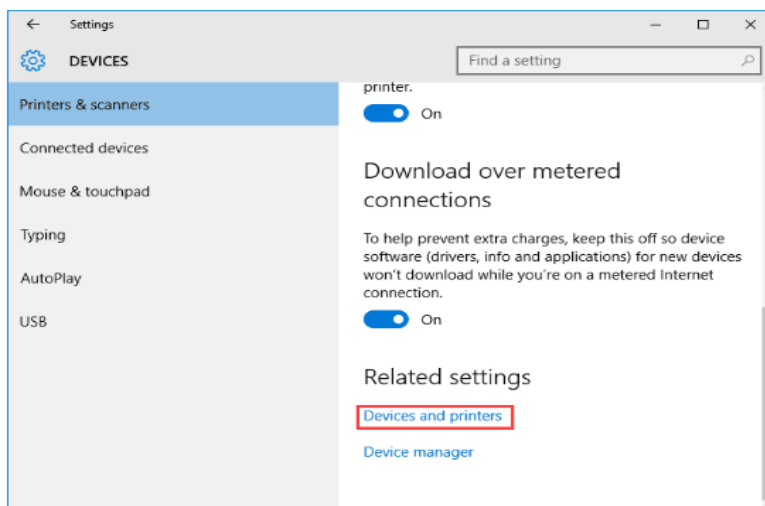 Settings
DEVICES
Find a setting
Printers & scanners
Connected devices
Mouse & touchpad
Typing
AutoPlay
USB
printer.
On
Download over metered
connections
To help prevent extra charges, keep this off so device
software (drivers, info and applications) for new devices
won't download while you're on a metered Internet
connection.
On
Related settings
Devices and printers
Device manager